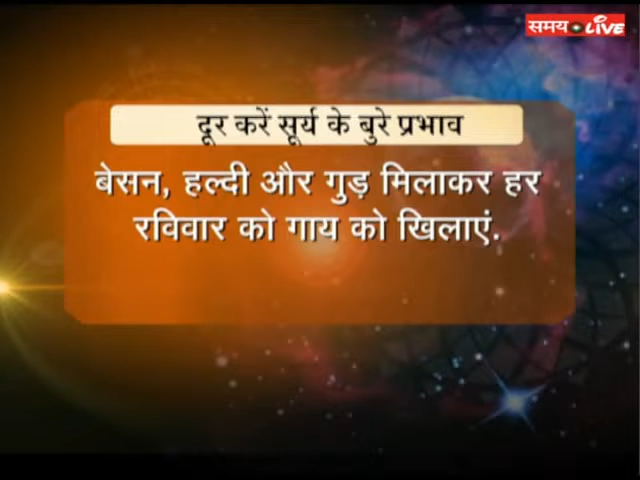 समय LIVE
दूर करें सूर्य के बुरे प्रभाव
बेसन, हल्दी और गुड़ मिलाकर हर
रविवार को गाय को खिलाएं.